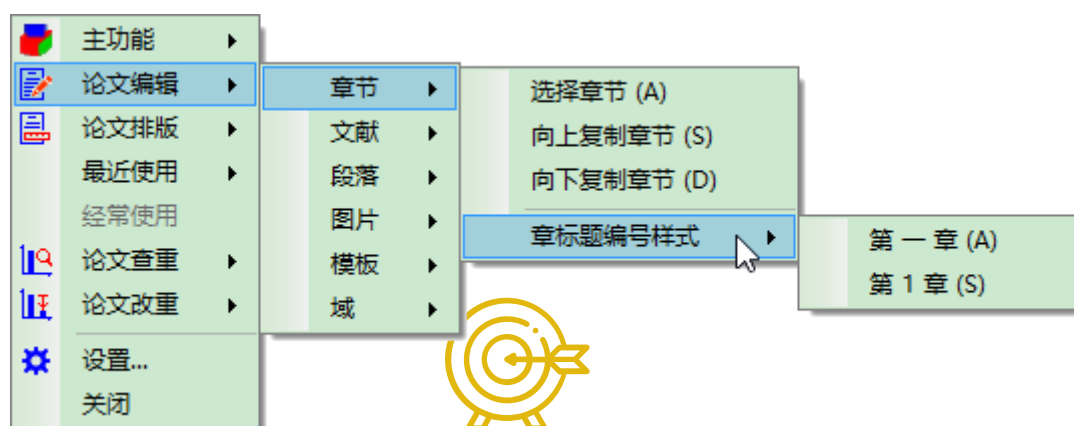 主功能
论文编辑
论文排版
最近使用
经常使用
论文查重
论文改重
设置...
关闭
章节
文献
段落
图片
模板
域
选择章节 (A)
向上复制章节 (S)
向下复制章节 (D)
章标题编号样式
第 一 章 (A)
第 1 章 (S)